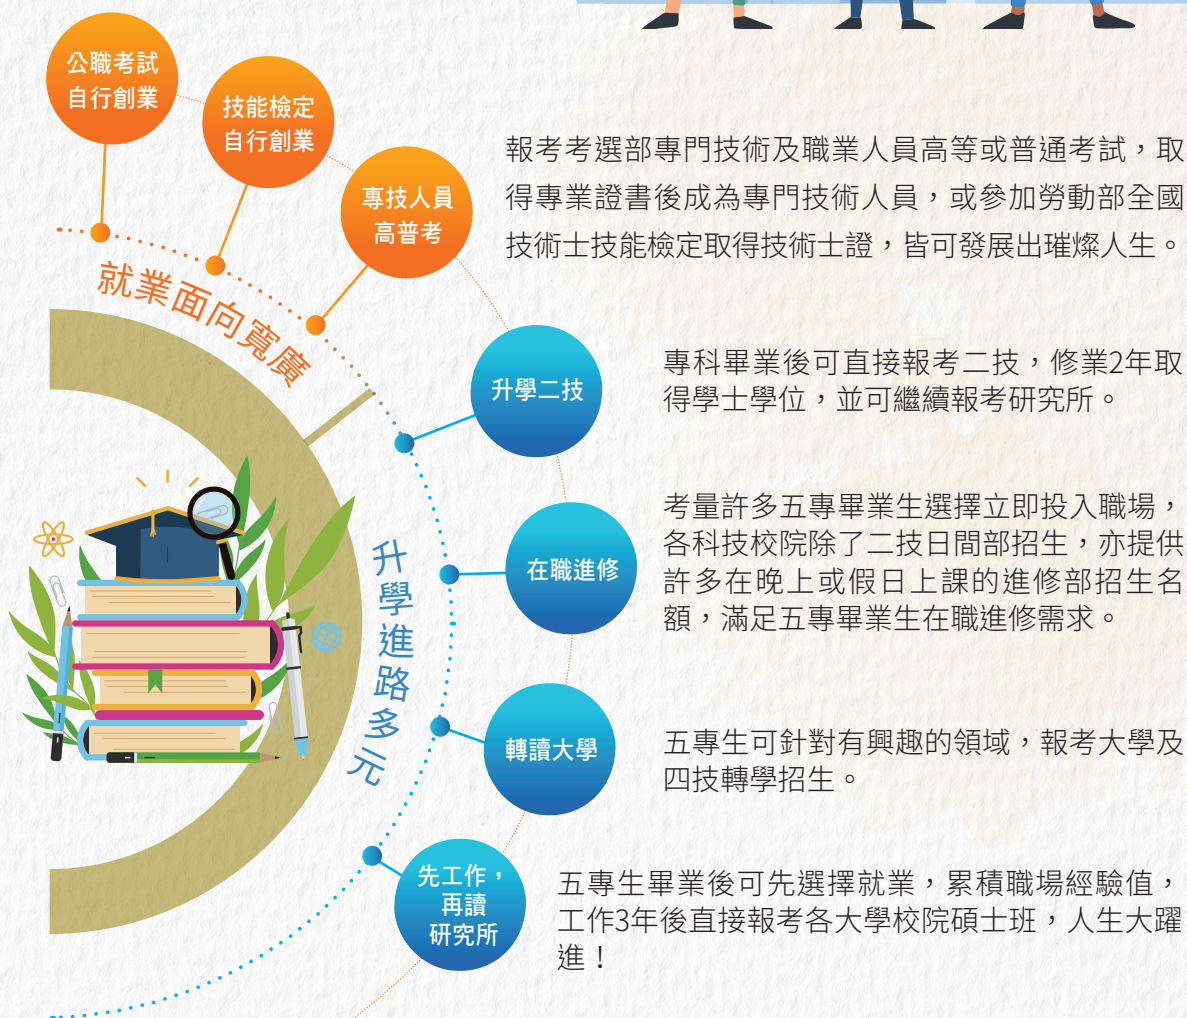 公職考試
自行創業
技能檢定
自行創業
專技人員
高普考
報考考選部專門技術及職業人員高等或普通考試，取
得專業證書後成為專門技術人員，或參加勞動部全國
技術士技能檢定取得技術士證，皆可發展出璀燦人生。
就業面向寬廣
升學二技
專科畢業後可直接報考二技，修業2年取
得學士學位，並可繼續報考研究所。
在職進修
考量許多五專畢業生選擇立即投入職場，
各科技校院除了二技日間部招生，亦提供
許多在晚上或假日上課的進修部招生名
額，滿足五專畢業生在職進修需求。
升學進路多元
轉讀大學
五專生可針對有興趣的領域，報考大學及
四技轉學招生。
先工作，
再讀
研究所
五專生畢業後可先選擇就業，累積職場經驗值，
工作3年後直接報考各大學校院碩士班，人生大躍
進！